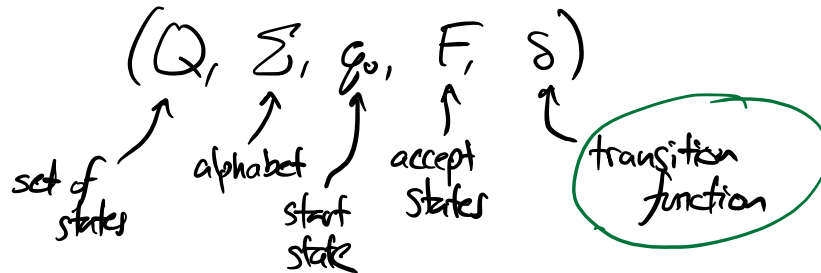 (Q, Σ, q₀, F, δ)
set of
states
alphabet
start
state
accept
states
transition
function